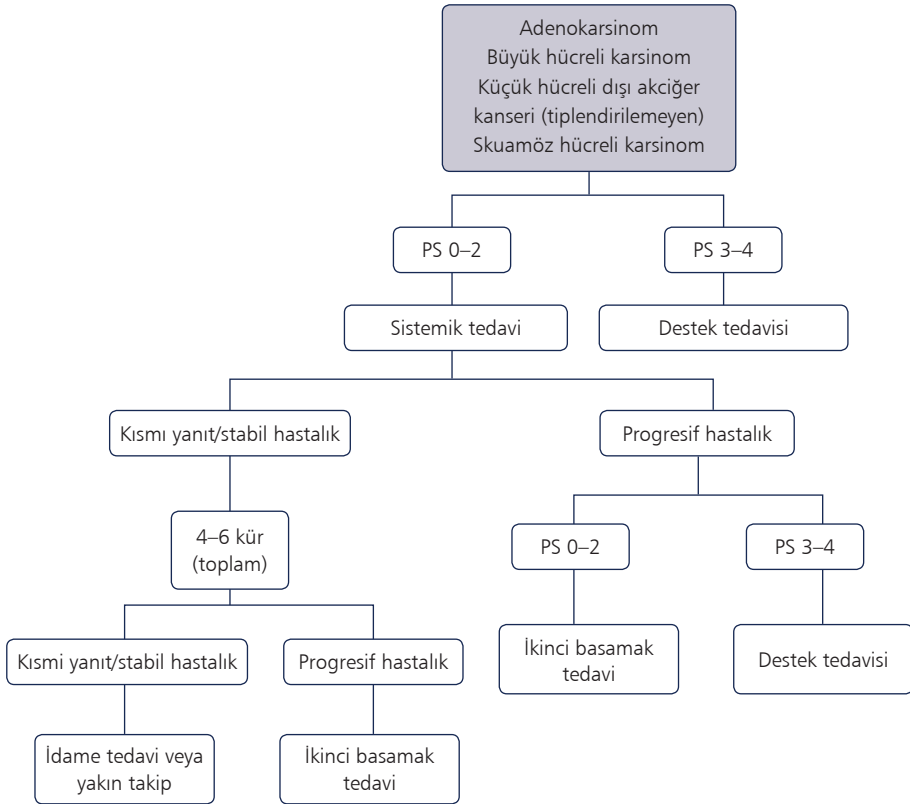 Adenokarsinom
Büyük hücreli karsinom
Küçük hücreli dışı akciğer
kanseri (tiplendirilemeyen)
Skuamöz hücreli karsinom
PS 0–2
PS 3–4
Sistemik tedavi
Destek tedavisi
Kısmı yanıt/stabil hastalık
Progresif hastalık
4–6 kür
(toplam)
PS 0–2
PS 3–4
Kısmi yanıt/stabil hastalık
Progresif hastalık
İkinci basamak
tedavi
Destek tedavisi
İdame tedavi veya
yakın takip
İkinci basamak
tedavi